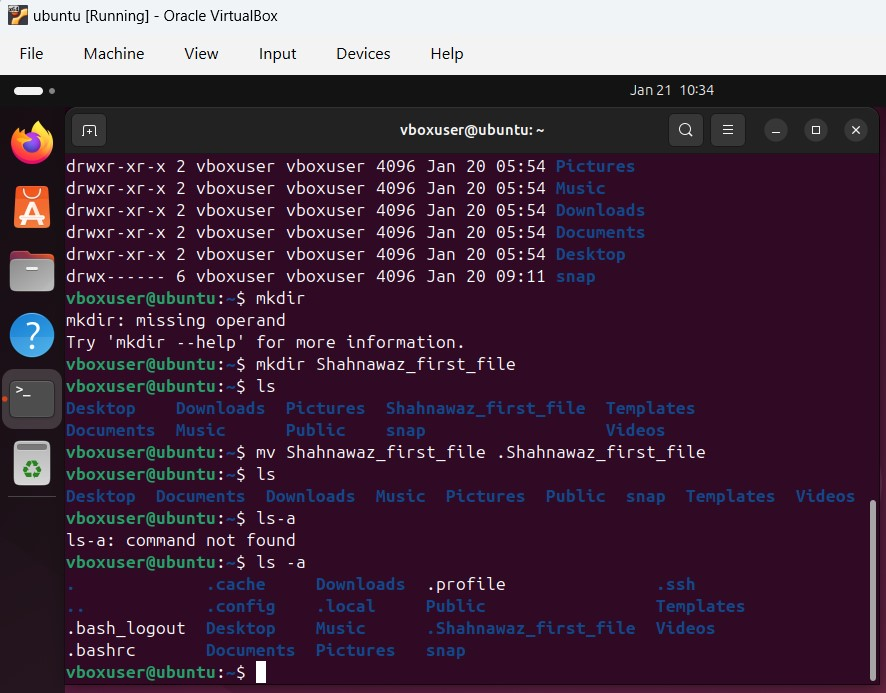 ubuntu [Running] - Oracle VirtualBox
File Machine View Input Devices Help
Jan 21 10:34
vboxuser@ubuntu: ~
drwxr-xr-x 2 vboxuser vboxuser 4096 Jan 20 05:54 Pictures
drwxr-xr-x 2 vboxuser vboxuser 4096 Jan 20 05:54 Music
drwxr-xr-x 2 vboxuser vboxuser 4096 Jan 20 05:54 Downloads
drwxr-xr-x 2 vboxuser vboxuser 4096 Jan 20 05:54 Documents
drwxr-xr-x 2 vboxuser vboxuser 4096 Jan 20 05:54 Desktop
drwx------ 6 vboxuser vboxuser 4096 Jan 20 09:11 snap
vboxuser@ubuntu:~$ mkdir
mkdir: missing operand
Try 'mkdir --help' for more information.
vboxuser@ubuntu:~$ mkdir Shahnawaz_first_file
vboxuser@ubuntu:~$ ls
Desktop Downloads Pictures Shahnawaz_first_file Templates
Documents Music Public snap Videos
vboxuser@ubuntu:~$ mv Shahnawaz_first_file .Shahnawaz_first_file
vboxuser@ubuntu:~$ ls
Desktop Documents Downloads Music Pictures Public snap Templates Videos
vboxuser@ubuntu:~$ ls-a
ls-a: command not found
vboxuser@ubuntu:~$ ls -a
. .cache Downloads .profile .ssh
.. .config .local Public Templates
.bash_logout Desktop Music .Shahnawaz_first_file Videos
.bashrc Documents Pictures snap
vboxuser@ubuntu:~$